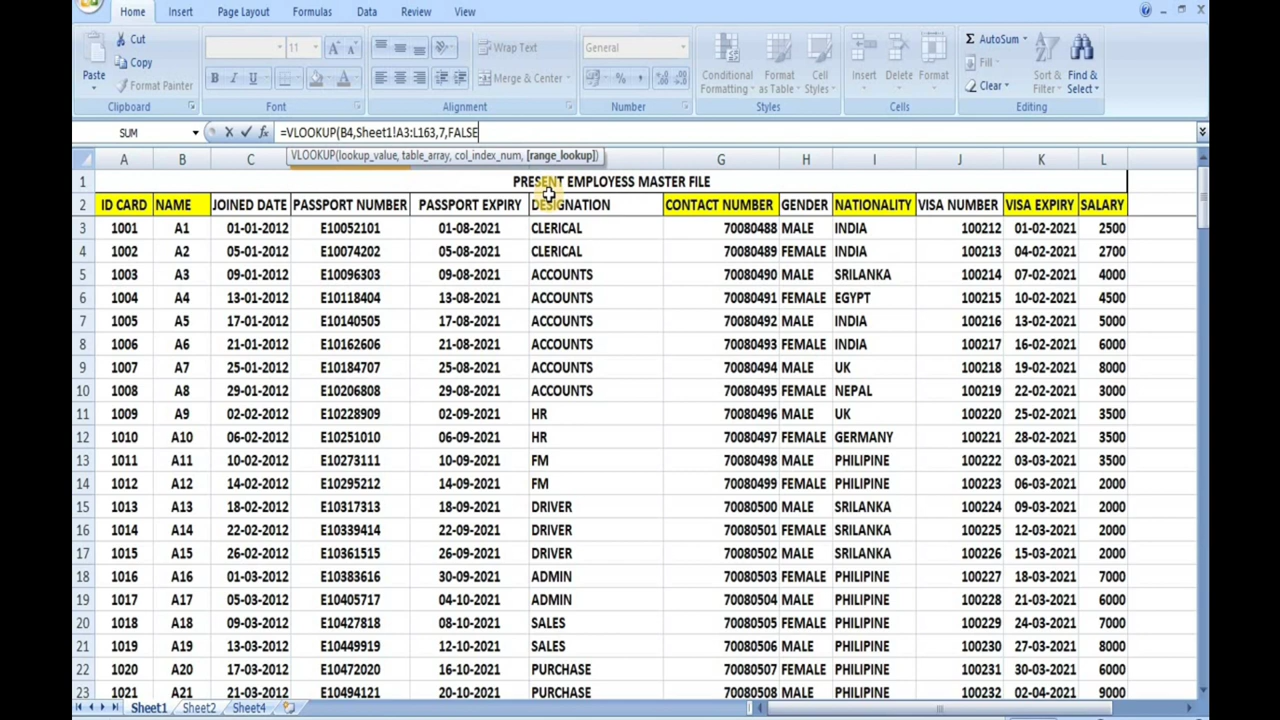 Home Insert Page Layout Formulas Data Review View
Cut
Copy
Paste
Format Painter
Clipboard
11
Font
Wrap Text
Merge & Center
Alignment
General
Number
Conditional Formatting
Format as Table
Cell Styles
Styles
Insert Delete Format
Cells
AutoSum
Fill
Clear
Sort & Filter
Find & Select
Editing
SUM =VLOOKUP(B4,Sheet1!A3:L163,7,FALSE
VLOOKUP(lookup_value, table_array, col_index_num, [range_lookup])
A B C G H I J K L
1 PRESENT EMPLOYESS MASTER FILE
2 ID CARD NAME JOINED DATE PASSPORT NUMBER PASSPORT EXPIRY DESIGNATION CONTACT NUMBER GENDER NATIONALITY VISA NUMBER VISA EXPIRY SALARY
3 1001 A1 01-01-2012 E10052101 01-08-2021 CLERICAL 70080488 MALE INDIA 100212 01-02-2021 2500
4 1002 A2 05-01-2012 E10074202 05-08-2021 CLERICAL 70080489 FEMALE INDIA 100213 04-02-2021 2700
5 1003 A3 09-01-2012 E10096303 09-08-2021 ACCOUNTS 70080490 MALE SRILANKA 100214 07-02-2021 4000
6 1004 A4 13-01-2012 E10118404 13-08-2021 ACCOUNTS 70080491 FEMALE EGYPT 100215 10-02-2021 4500
7 1005 A5 17-01-2012 E10140505 17-08-2021 ACCOUNTS 70080492 MALE INDIA 100216 13-02-2021 5000
8 1006 A6 21-01-2012 E10162606 21-08-2021 ACCOUNTS 70080493 FEMALE INDIA 100217 16-02-2021 6000
9 1007 A7 25-01-2012 E10184707 25-08-2021 ACCOUNTS 70080494 MALE UK 100218 19-02-2021 8000
10 1008 A8 29-01-2012 E10206808 29-08-2021 ACCOUNTS 70080495 FEMALE NEPAL 100219 22-02-2021 3000
11 1009 A9 02-02-2012 E10228909 02-09-2021 HR 70080496 MALE UK 100220 25-02-2021 3500
12 1010 A10 06-02-2012 E10251010 06-09-2021 HR 70080497 FEMALE GERMANY 100221 28-02-2021 3500
13 1011 A11 10-02-2012 E10273111 10-09-2021 FM 70080498 MALE PHILIPINE 100222 03-03-2021 3500
14 1012 A12 14-02-2012 E10295212 14-09-2021 FM 70080499 FEMALE PHILIPINE 100223 06-03-2021 2000
15 1013 A13 18-02-2012 E10317313 18-09-2021 DRIVER 70080500 MALE SRILANKA 100224 09-03-2021 2000
16 1014 A14 22-02-2012 E10339414 22-09-2021 DRIVER 70080501 FEMALE SRILANKA 100225 12-03-2021 2000
17 1015 A15 26-02-2012 E10361515 26-09-2021 DRIVER 70080502 MALE SRILANKA 100226 15-03-2021 2000
18 1016 A16 01-03-2012 E10383616 30-09-2021 ADMIN 70080503 FEMALE PHILIPINE 100227 18-03-2021 7000
19 1017 A17 05-03-2012 E10405717 04-10-2021 ADMIN 70080504 MALE PHILIPINE 100228 21-03-2021 6000
20 1018 A18 09-03-2012 E10427818 08-10-2021 SALES 70080505 FEMALE PHILIPINE 100229 24-03-2021 7000
21 1019 A19 13-03-2012 E10449919 12-10-2021 SALES 70080506 MALE PHILIPINE 100230 27-03-2021 8000
22 1020 A20 17-03-2012 E10472020 16-10-2021 PURCHASE 70080507 FEMALE PHILIPINE 100231 30-03-2021 6000
23 1021 A21 21-03-2012 E10494121 20-10-2021 PURCHASE 70080508 MALE PHILIPINE 100232 02-04-2021 9000
Sheet1 Sheet2 Sheet4